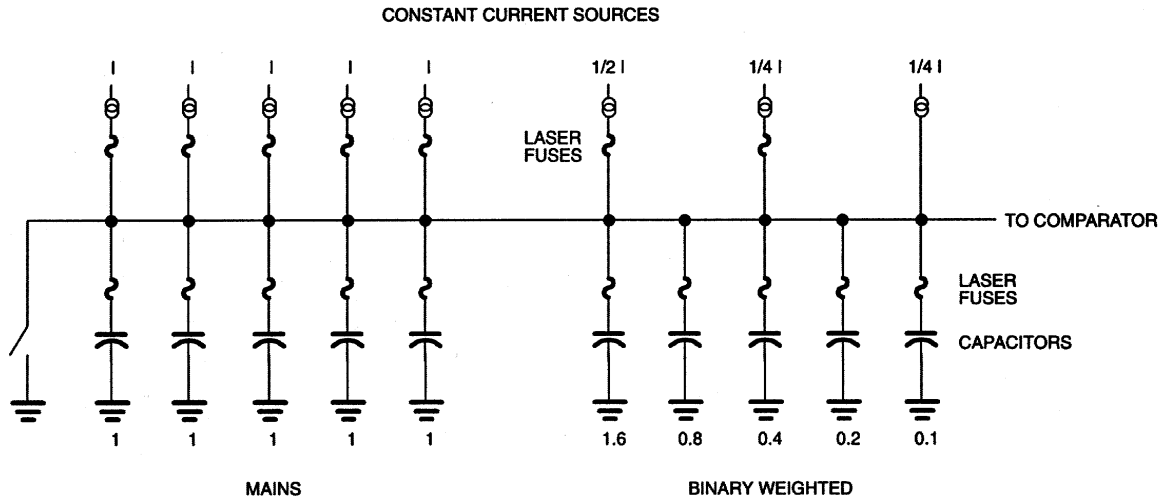 CONSTANT CURRENT SOURCES
I I I I I 1/2 I 1/4 I 1/4 I
LASER
FUSES
TO COMPARATOR
LASER
FUSES
CAPACITORS
1 1 1 1 1 1.6 0.8 0.4 0.2 0.1
MAINS BINARY WEIGHTED